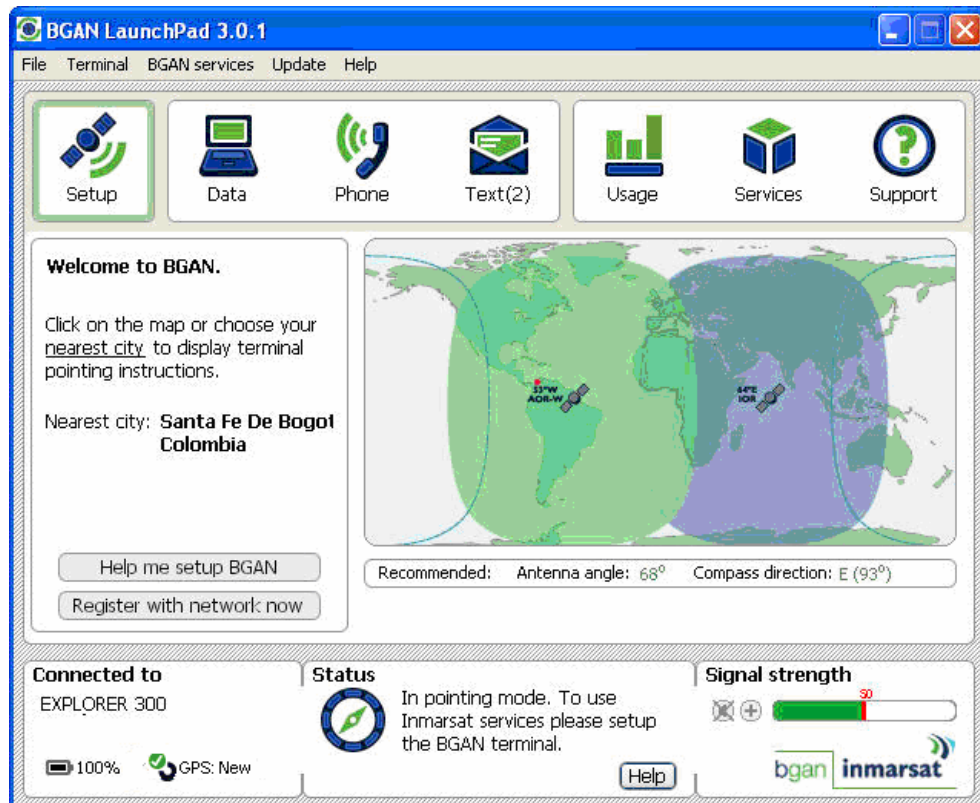 BGAN LaunchPad 3.0.1
File Terminal BGAN services Update Help
Setup Data Phone Text(2) Usage Services Support
Welcome to BGAN.
Click on the map or choose your
nearest city to display terminal
pointing instructions.
Nearest city: Santa Fe De Bogot
Colombia
53°W
AOR-W
64°E
IOR
Help me setup BGAN
Register with network now
Recommended: Antenna angle: 68° Compass direction: E (93°)
Connected to
EXPLORER 300
100% GPS: New
Status
In pointing mode. To use
Inmarsat services please setup
the BGAN terminal.
Help
Signal strength
50
bgan inmarsat